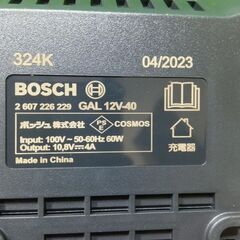 324K 04/2023
BOSCH
2 607 226 229 GAL 12V-40
ボッシュ株式会社 PSE COSMOS
Input: 100V~ 50-60Hz 60W
Output: 10,8V⎓4A
Made in China
充電器